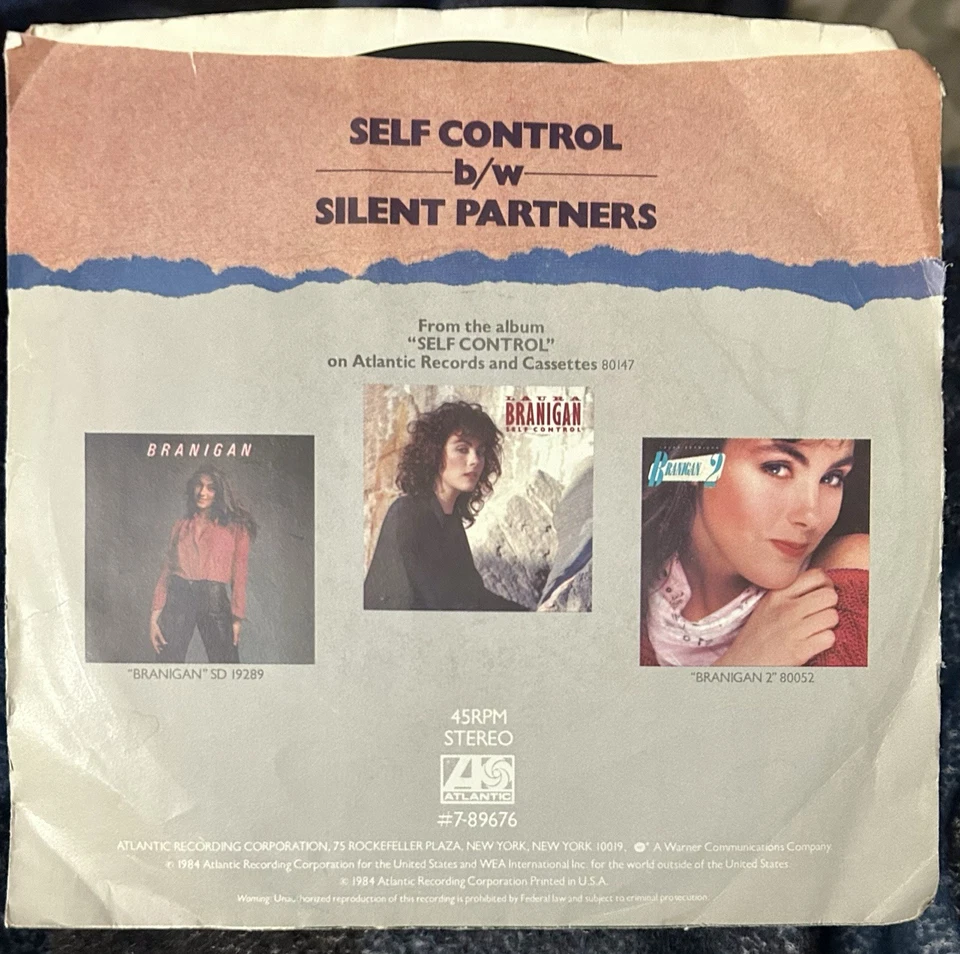 SELF CONTROL
b/w
SILENT PARTNERS
From the album
"SELF CONTROL"
on Atlantic Records and Cassettes 80147
BRANIGAN
LAURA
BRANIGAN
SELF CONTROL
BRANIGAN 2
"BRANIGAN" SD 19289
"BRANIGAN 2" 80052
45RPM
STEREO
ATLANTIC
#7-89676
ATLANTIC RECORDING CORPORATION, 75 ROCKEFELLER PLAZA, NEW YORK, NEW YORK 10019. A Warner Communications Company.
℗ 1984 Atlantic Recording Corporation for the United States and WEA International Inc. for the world outside of the United States.
© 1984 Atlantic Recording Corporation Printed in U.S.A.
Warning: Unauthorized reproduction of this recording is prohibited by Federal law and subject to criminal prosecution.